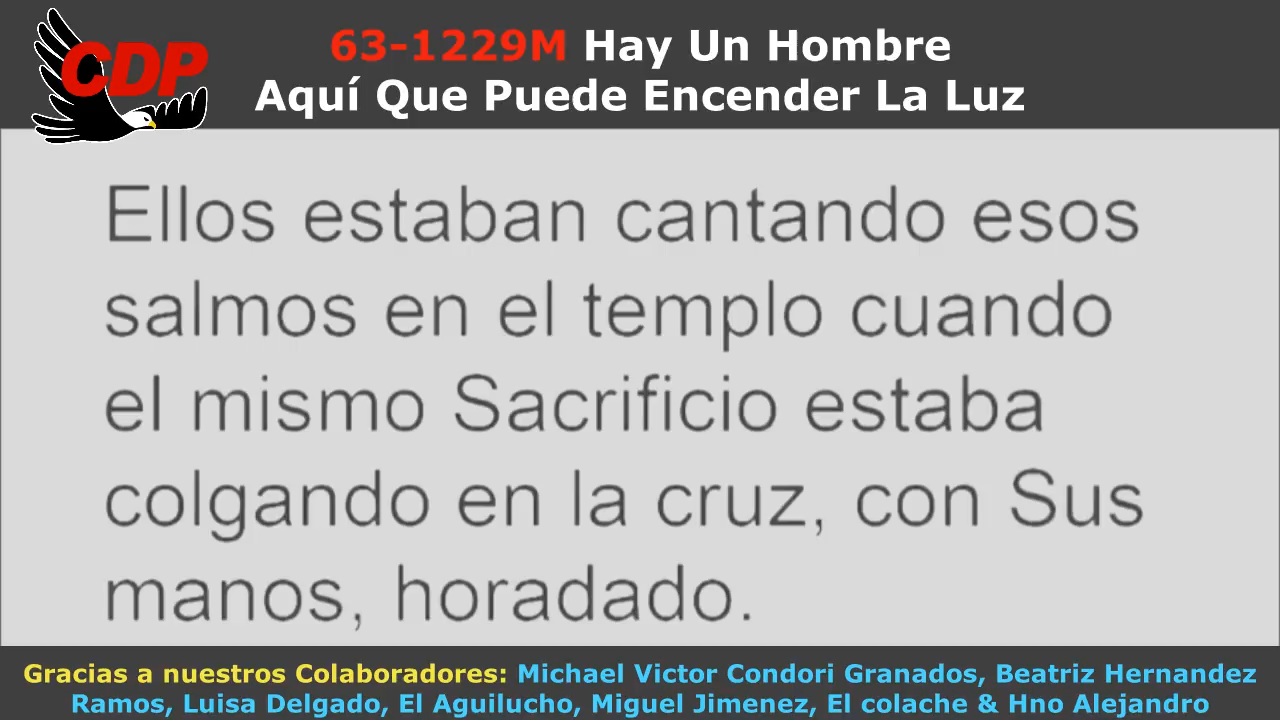 CDP
63-1229M Hay Un Hombre
Aquí Que Puede Encender La Luz
Ellos estaban cantando esos
salmos en el templo cuando
el mismo Sacrificio estaba
colgando en la cruz, con Sus
manos, horadado.
Gracias a nuestros Colaboradores: Michael Victor Condori Granados, Beatriz Hernandez
Ramos, Luisa Delgado, El Aguilucho, Miguel Jimenez, El colache & Hno Alejandro